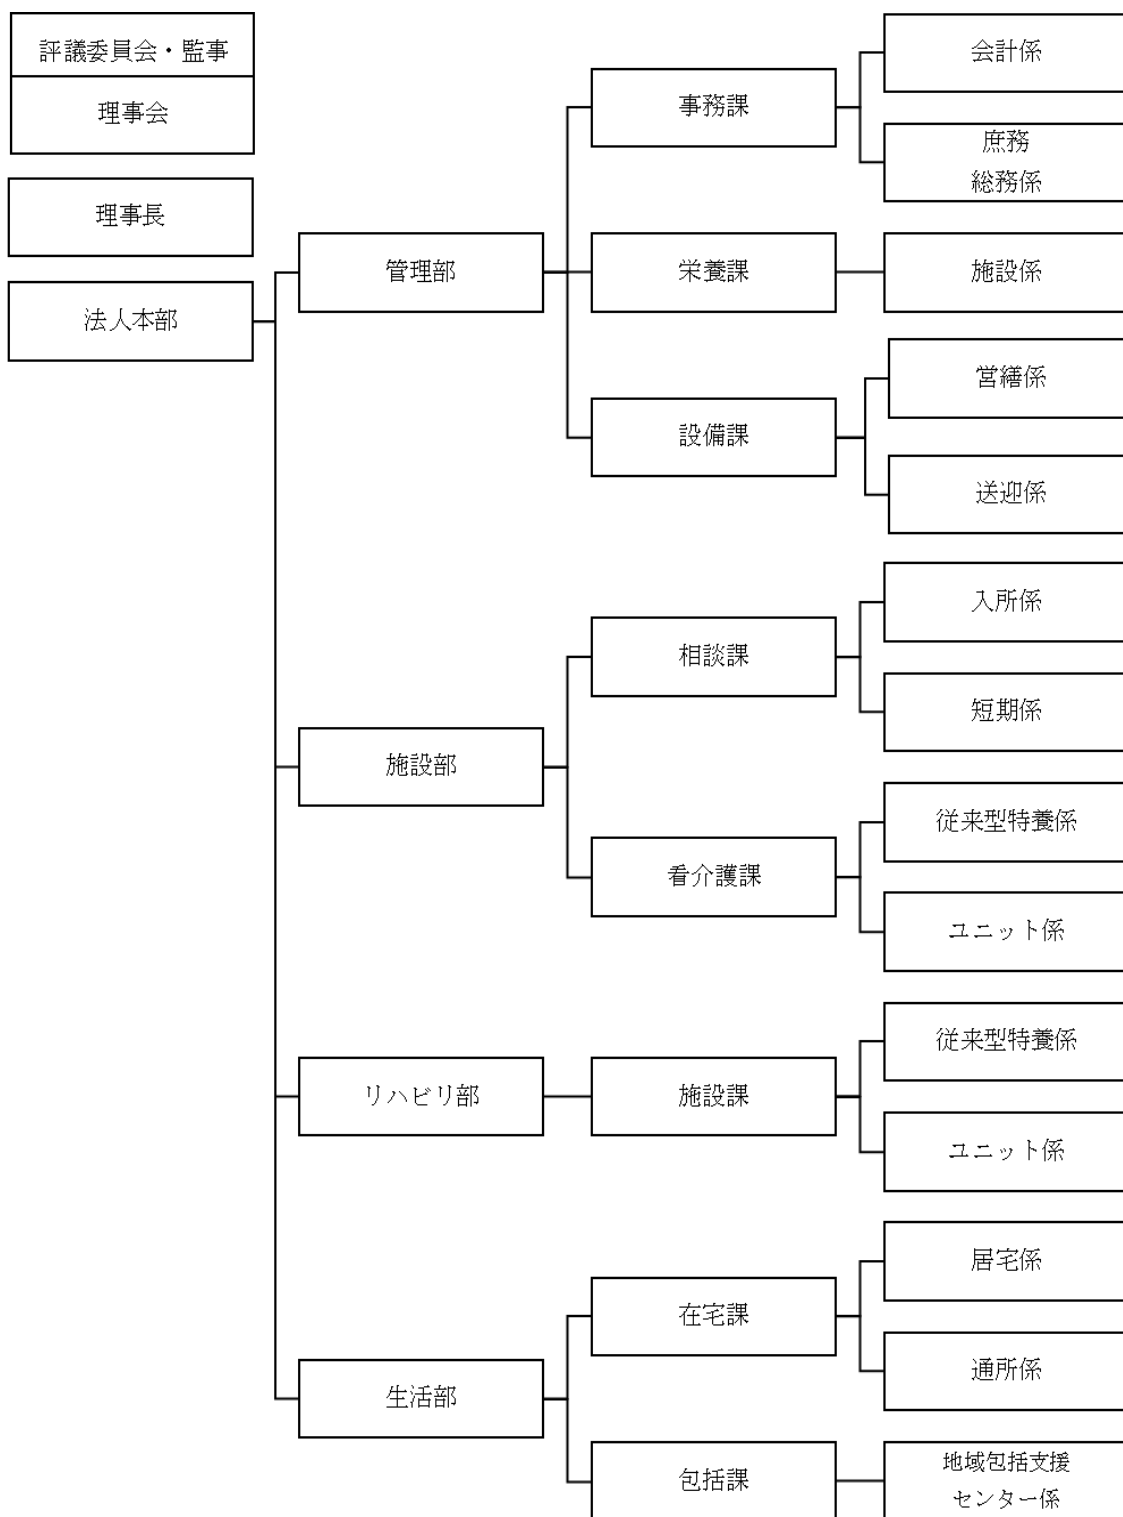 評議委員会・監事
理事会
理事長
法人本部
管理部
事務課
会計係
庶務
総務係
栄養課
施設係
設備課
営繕係
送迎係
施設部
相談課
入所係
短期係
看介護課
従来型特養係
ユニット係
リハビリ部
施設課
従来型特養係
ユニット係
生活部
在宅課
居宅係
通所係
包括課
地域包括支援
センター係